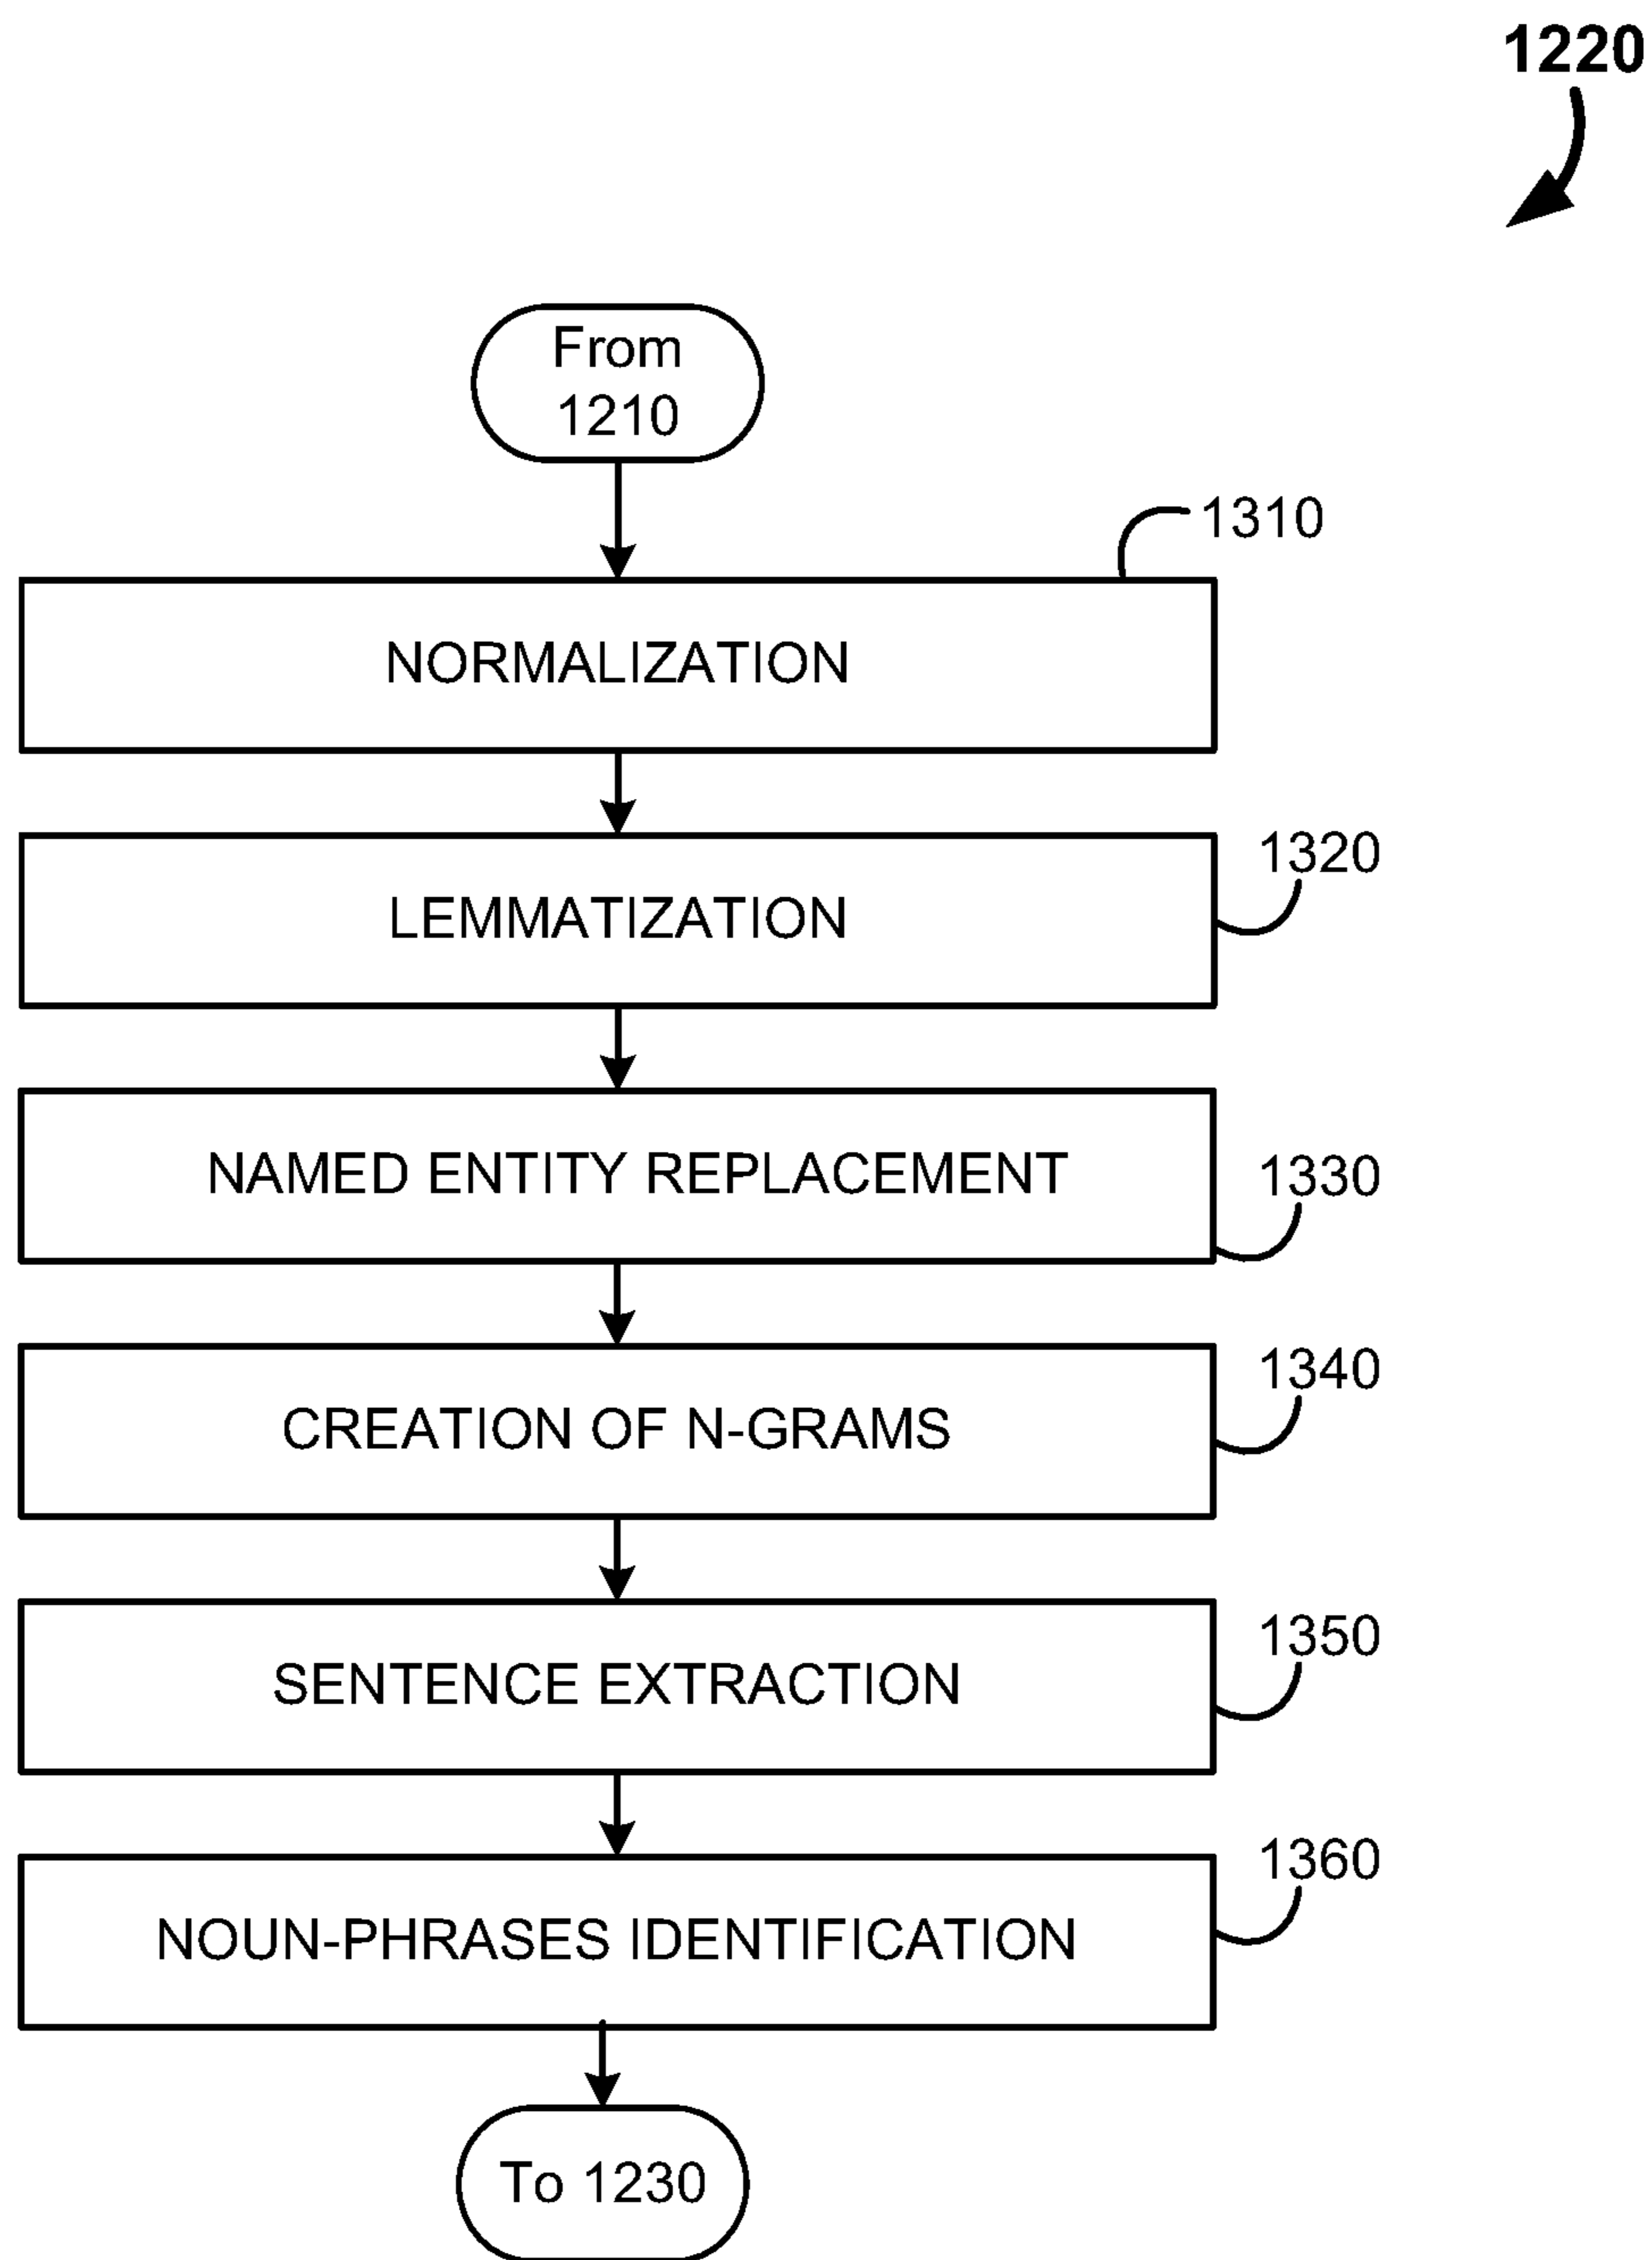 1220
From
1210
1310
NORMALIZATION
1320
LEMMATIZATION
NAMED ENTITY REPLACEMENT
1330
1340
CREATION OF N-GRAMS
1350
SENTENCE EXTRACTION
1360
NOUN-PHRASES IDENTIFICATION
To 1230